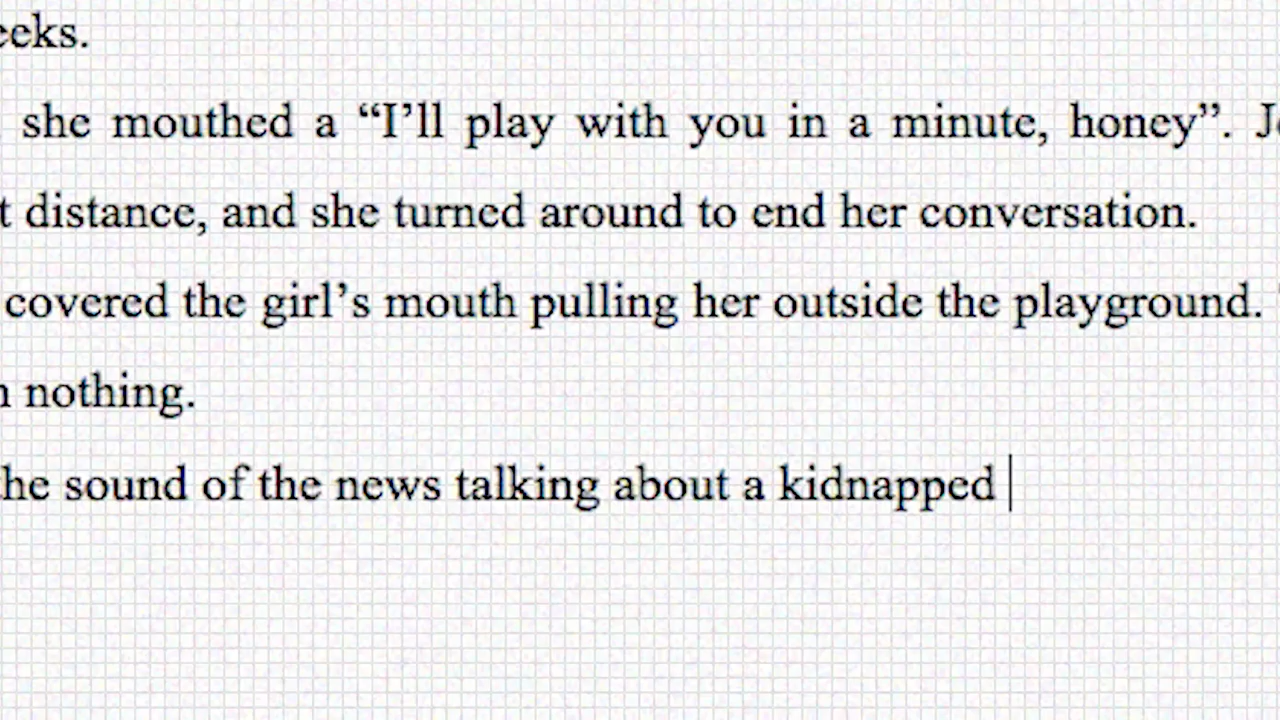 eeks.
she mouthed a “I’ll play with you in a minute, honey”. Je
t distance, and she turned around to end her conversation.
covered the girl’s mouth pulling her outside the playground.
n nothing.
he sound of the news talking about a kidnapped